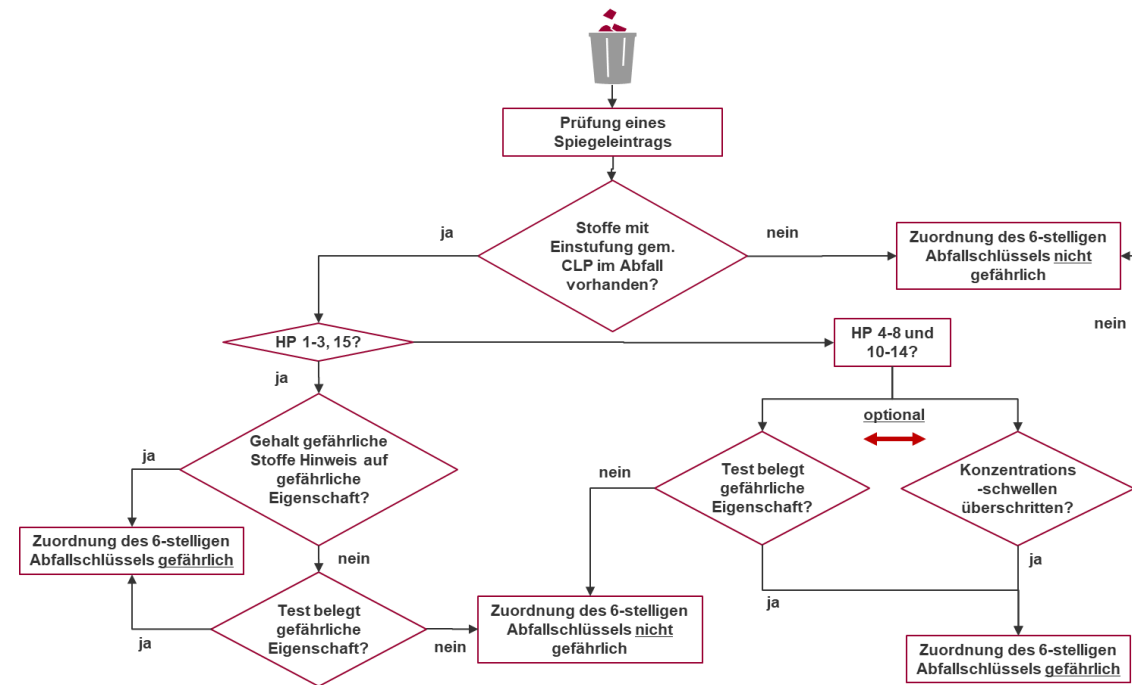 Prüfung eines
Spiegeleintrags
ja
Stoffe mit
Einstufung gem.
CLP im Abfall
vorhanden?
nein
Zuordnung des 6-stelligen
Abfallschlüssels nicht
gefährlich
nein
HP 1-3, 15?
HP 4-8 und
10-14?
ja
optional
Gehalt gefährliche
Stoffe Hinweis auf
gefährliche
Eigenschaft?
ja
nein
Test belegt
gefährliche
Eigenschaft?
Konzentrations
-schwellen
überschritten?
Zuordnung des 6-stelligen
Abfallschlüssels gefährlich
nein
ja
Test belegt
gefährliche
Eigenschaft?
ja
nein
Zuordnung des 6-stelligen
Abfallschlüssels nicht
gefährlich
ja
Zuordnung des 6-stelligen
Abfallschlüssels gefährlich